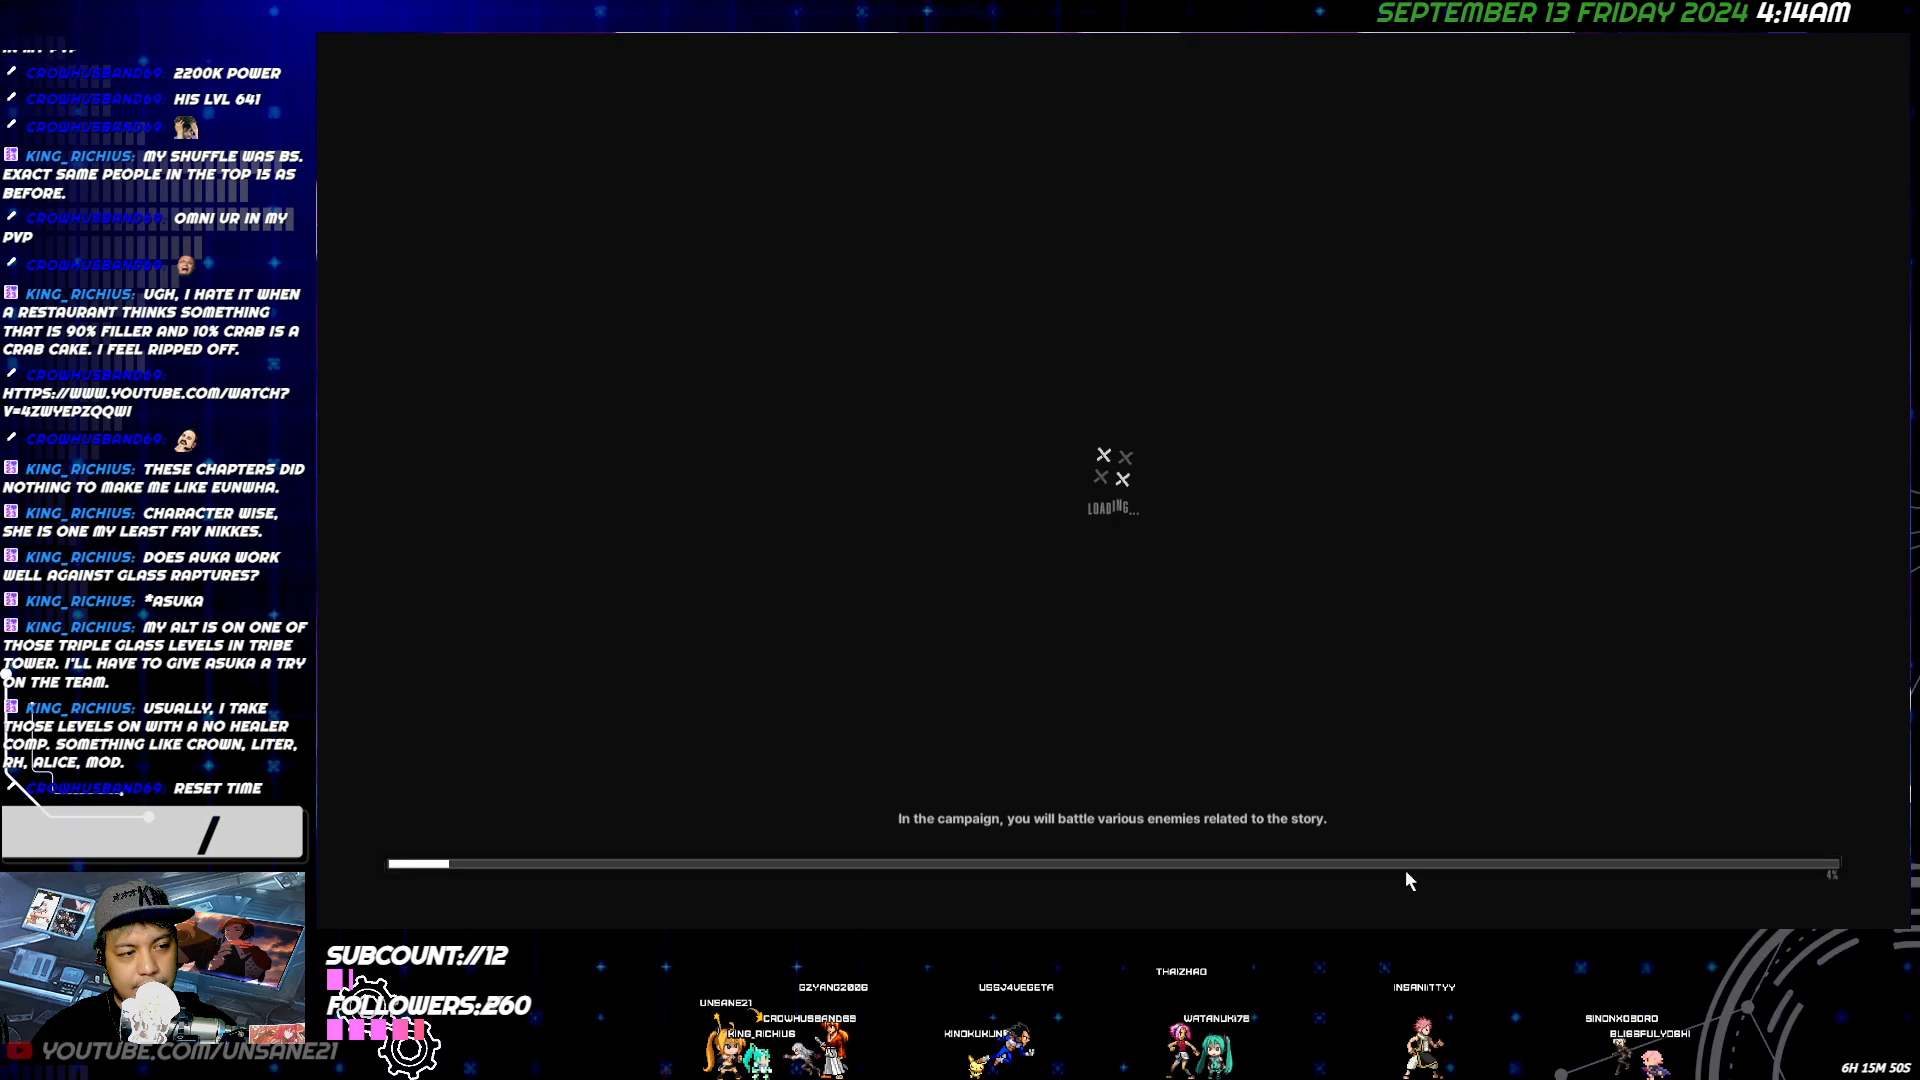 SEPTEMBER 13 FRIDAY 2024 4:14AM
IN MY PVP
CROWHUSBAND69: 2200K POWER
CROWHUSBAND69: HIS LVL 641
CROWHUSBAND69:
KING_RICHIUS: MY SHUFFLE WAS BS.
EXACT SAME PEOPLE IN THE TOP 15 AS
BEFORE.
CROWHUSBAND69: OMNI UR IN MY
PVP
CROWHUSBAND69:
KING_RICHIUS: UGH, I HATE IT WHEN
A RESTAURANT THINKS SOMETHING
THAT IS 90% FILLER AND 10% CRAB IS A
CRAB CAKE. I FEEL RIPPED OFF.
CROWHUSBAND69:
HTTPS://WWW.YOUTUBE.COM/WATCH?
V=4ZWYEPZQQWI
CROWHUSBAND69:
KING_RICHIUS: THESE CHAPTERS DID
NOTHING TO MAKE ME LIKE EUNWHA.
KING_RICHIUS: CHARACTER WISE,
SHE IS ONE MY LEAST FAV NIKKES.
KING_RICHIUS: DOES AUKA WORK
WELL AGAINST GLASS RAPTURES?
KING_RICHIUS: *ASUKA
KING_RICHIUS: MY ALT IS ON ONE OF
THOSE TRIPLE GLASS LEVELS IN TRIBE
TOWER. I'LL HAVE TO GIVE ASUKA A TRY
ON THE TEAM.
KING_RICHIUS: USUALLY, I TAKE
THOSE LEVELS ON WITH A NO HEALER
COMP. SOMETHING LIKE CROWN, LITER,
RH, ALICE, MOD.
CROWHUSBAND69: RESET TIME
/
LOADING...
In the campaign, you will battle various enemies related to the story.
4%
SUBCOUNT://12
FOLLOWERS:260
YOUTUBE.COM/UNSANE21
THAIZHAO
GZYANG2006
USSJ4VEGETA
INSANIITTYY
UNSANE21
CROWHUSBAND69
WATANUKI78
SINONXOBORO
KING_RICHIUS
KINOKUKUN
BLISSFULYOSHI
6H 15M 50S